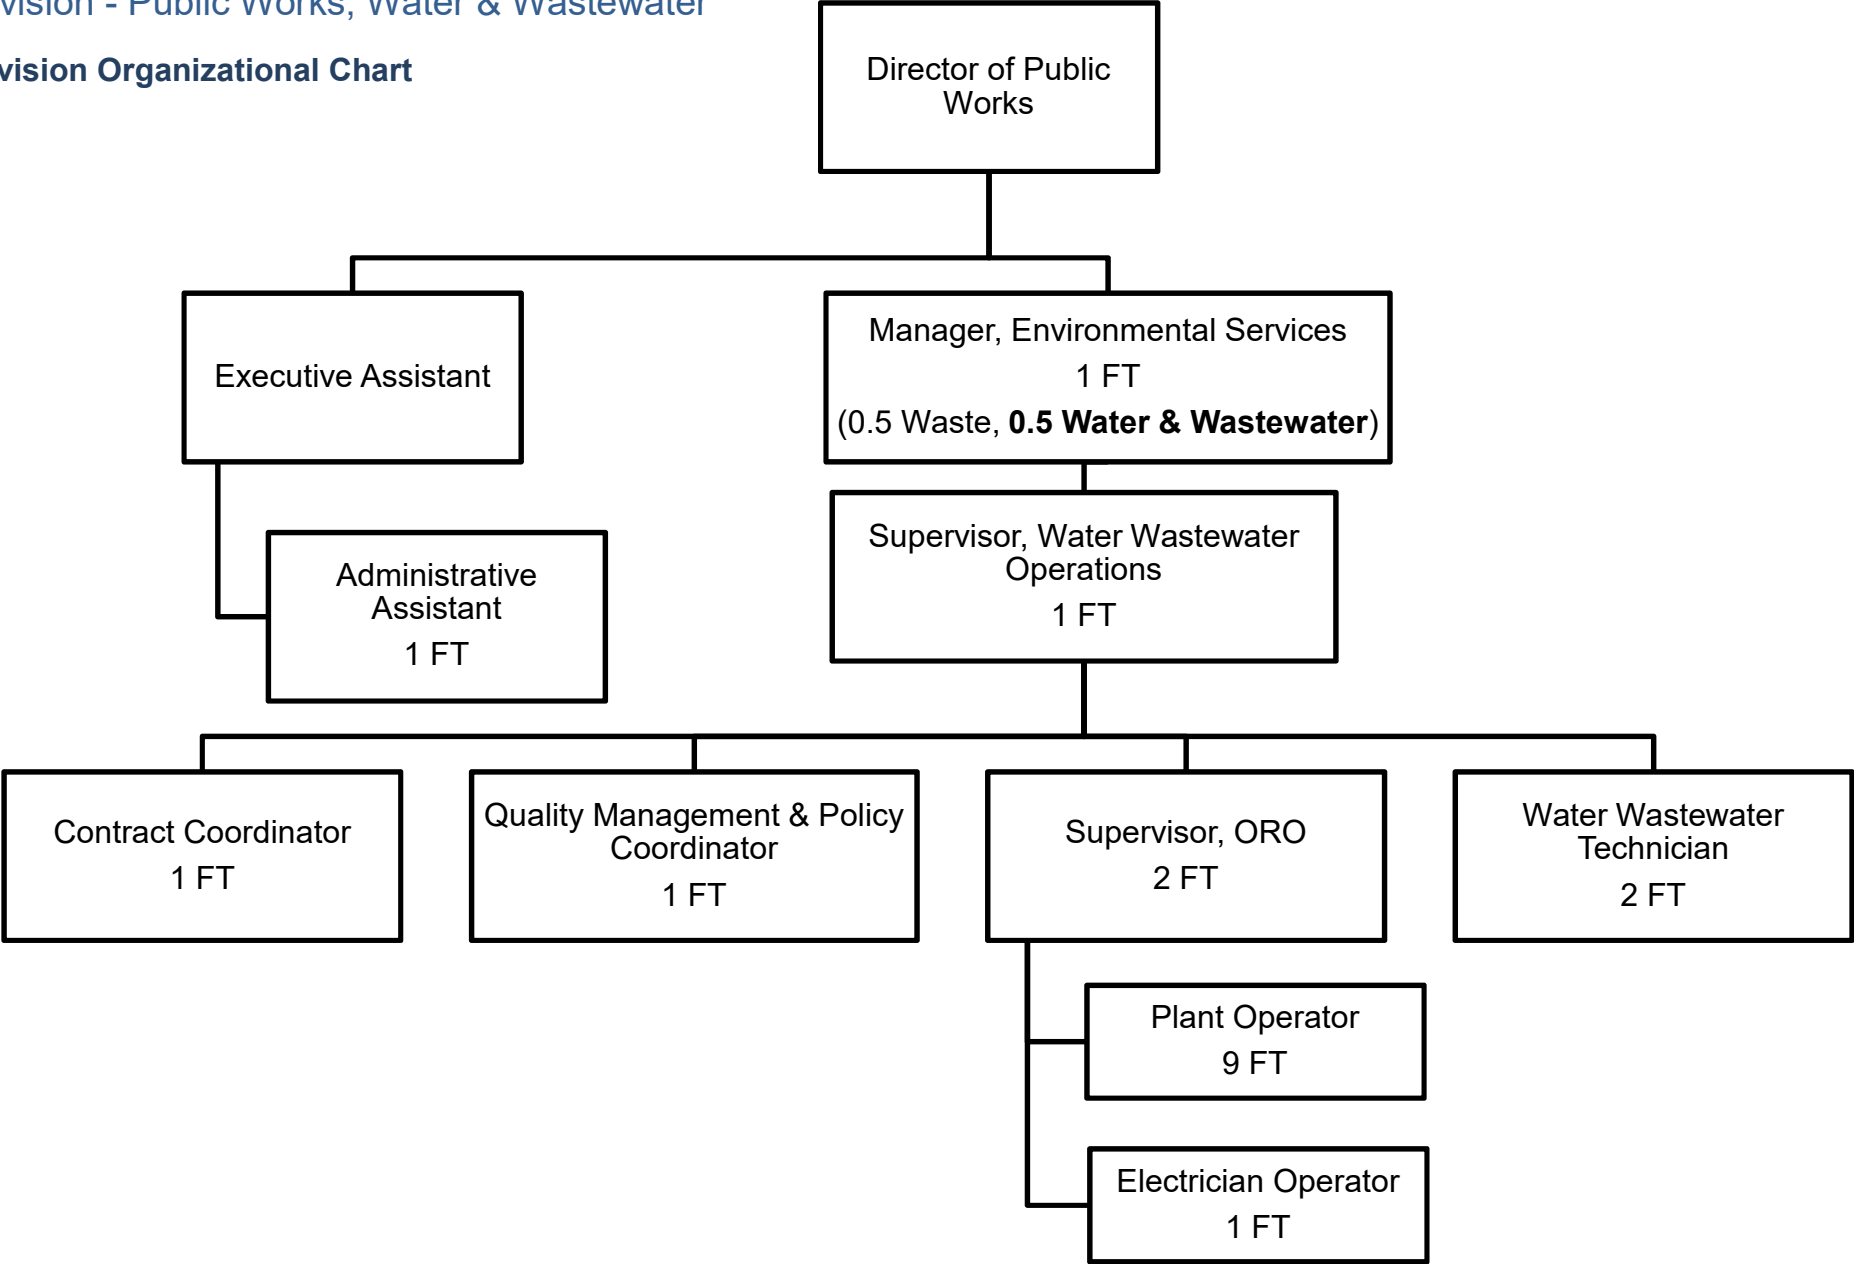 vision - Public Works, Water & Wastewater
vision Organizational Chart
Director of Public
Works
Executive Assistant
Manager, Environmental Services
1 FT
(0.5 Waste, 0.5 Water & Wastewater)
Administrative
Assistant
1 FT
Supervisor, Water Wastewater
Operations
1 FT
Contract Coordinator
1 FT
Quality Management & Policy
Coordinator
1 FT
Supervisor, ORO
2 FT
Water Wastewater
Technician
2 FT
Plant Operator
9 FT
Electrician Operator
1 FT